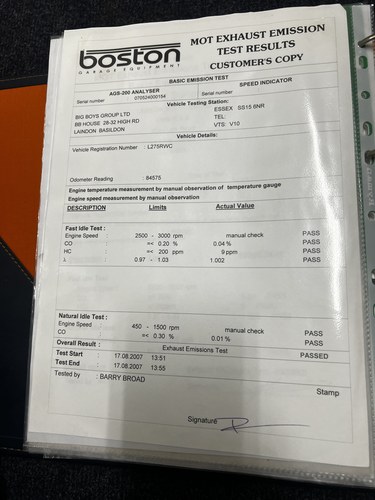 boston
GARAGE EQUIPMENT
MOT EXHAUST EMISSION
TEST RESULTS
CUSTOMER'S COPY
BASIC EMISSION TEST
AGS-200 ANALYSER
SPEED INDICATOR
Serial number 070524000154
Serial number
Vehicle Testing Station:
BIG BOYS GROUP LTD
BB HOUSE 28-32 HIGH RD
LAINDON BASILDON
ESSEX SS15 6NR
TEL:
VTS: V10
Vehicle Details:
Vehicle Registration Number : L275RWC
Odometer Reading : 84575
Engine temperature measurement by manual observation of temperature gauge
Engine speed measurement by manual observation
DESCRIPTION Limits Actual Value
Fast Idle Test :
Engine Speed : 2500 - 3000 rpm manual check PASS
CO : =< 0.20 % 0.04 % PASS
HC : =< 200 ppm 9 ppm PASS
λ : 0.97 - 1.03 1.002 PASS
Natural Idle Test :
Engine Speed : 450 - 1500 rpm manual check PASS
CO : =< 0.30 % 0.01 % PASS
Overall Result : Exhaust Emissions Test PASSED
Test Start : 17.08.2007 13:51
Test End : 17.08.2007 13:55
Tested by : BARRY BROAD
Stamp
Signature